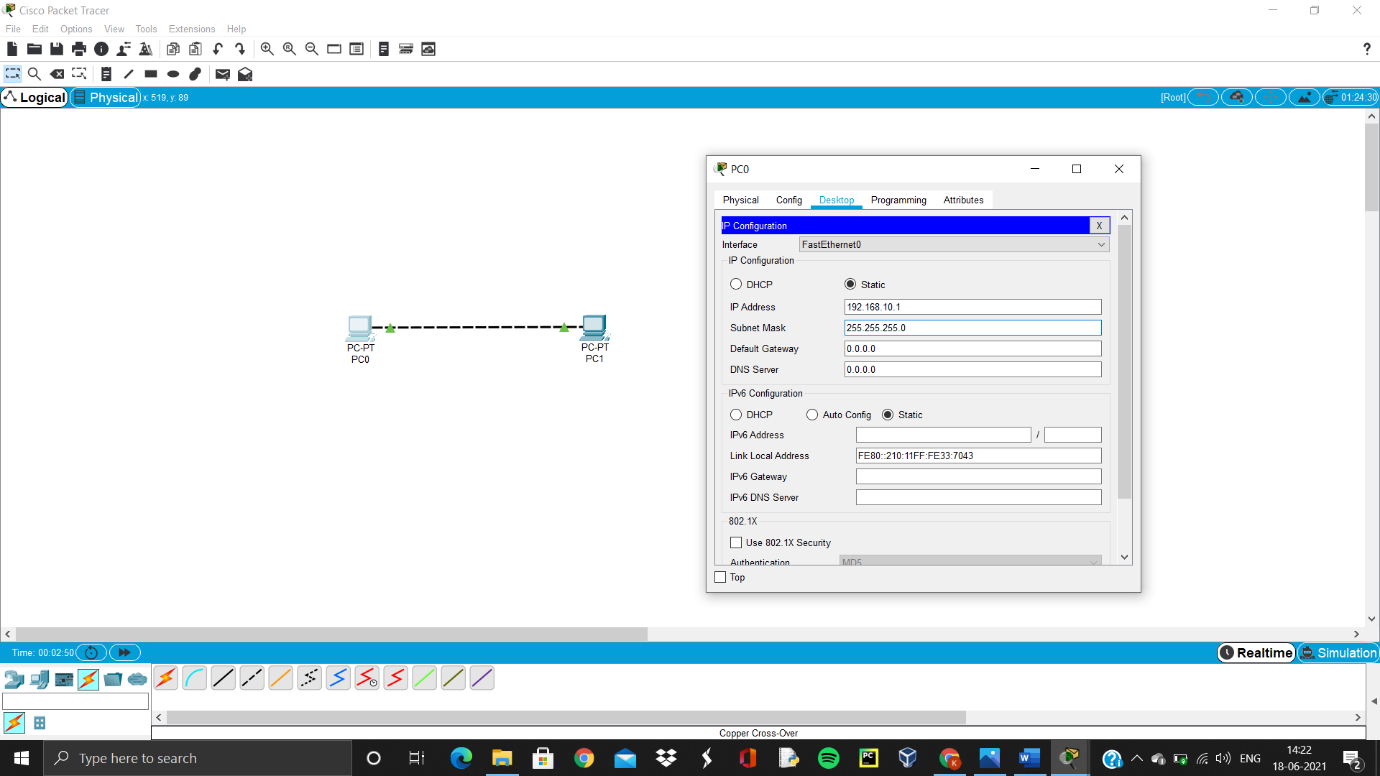 Cisco Packet Tracer
File Edit Options View Tools Extensions Help
?
Logical Physical x: 519, y: 89 [Root] 01:24:30
PC0
Physical Config Desktop Programming Attributes
IP Configuration X
Interface FastEthernet0
IP Configuration
DHCP Static
IP Address 192.168.10.1
Subnet Mask 255.255.255.0
Default Gateway 0.0.0.0
DNS Server 0.0.0.0
IPv6 Configuration
DHCP Auto Config Static
IPv6 Address /
Link Local Address FE80::210:11FF:FE33:7043
IPv6 Gateway
IPv6 DNS Server
802.1X
Use 802.1X Security
Authentication MD5
Top
PC-PT
PC0
PC-PT
PC1
Time: 00:02:50 Realtime Simulation
Copper Cross-Over
Type here to search
PC
W
ENG
14:22
18-06-2021
2